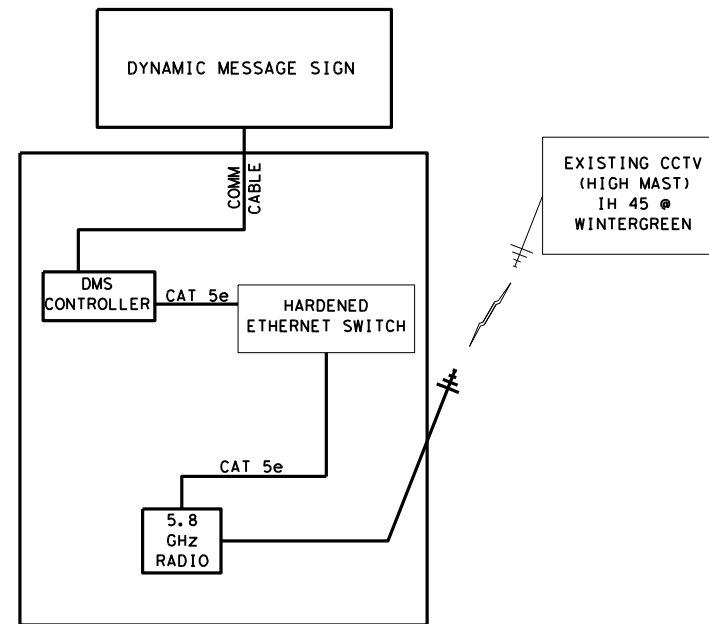 DYNAMIC MESSAGE SIGN
COMM
CABLE
EXISTING CCTV
(HIGH MAST)
IH 45 @
WINTERGREEN
DMS
CONTROLLER
CAT 5e
HARDENED
ETHERNET SWITCH
CAT 5e
5.8
GHz
RADIO